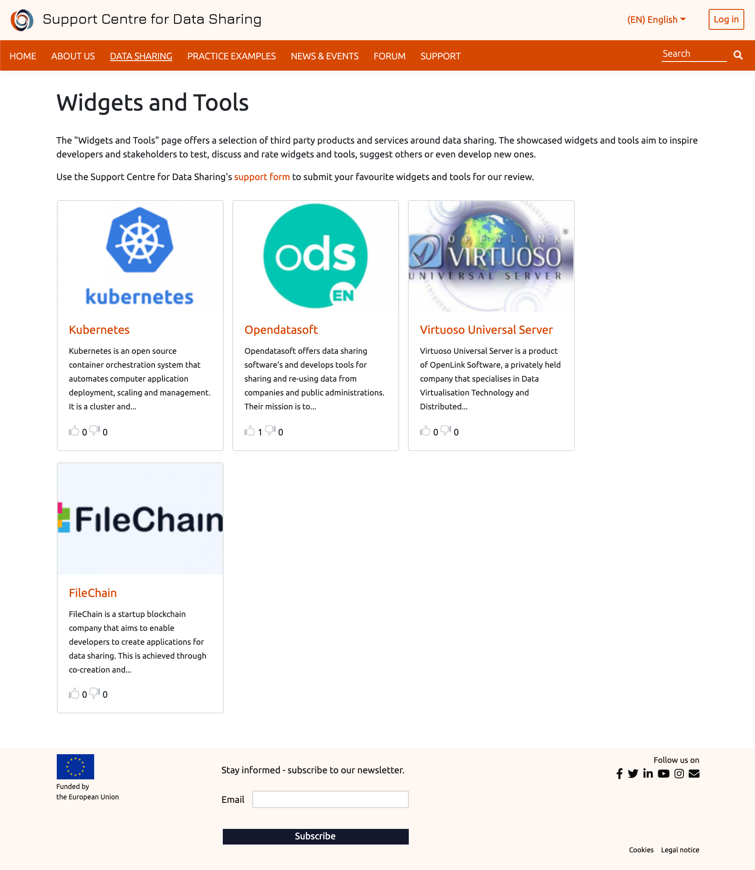 Support Centre for Data Sharing
(EN) English
Log in
HOME ABOUT US DATA SHARING PRACTICE EXAMPLES NEWS & EVENTS FORUM SUPPORT
Search
Widgets and Tools
The "Widgets and Tools" page offers a selection of third party products and services around data sharing. The showcased widgets and tools aim to inspire
developers and stakeholders to test, discuss and rate widgets and tools, suggest others or even develop new ones.
Use the Support Centre for Data Sharing's support form to submit your favourite widgets and tools for our review.
kubernetes
Kubernetes
Kubernetes is an open source
container orchestration system that
automates computer application
deployment, scaling and management.
It is a cluster and...
0 0
ods
EN
Opendatasoft
Opendatasoft offers data sharing
software's and develops tools for
sharing and re-using data from
companies and public administrations.
Their mission is to...
1 0
OPENLINK
VIRTUOSO
UNIVERSAL SERVER
Virtuoso Universal Server
Virtuoso Universal Server is a product
of OpenLink Software, a privately held
company that specialises in Data
Virtualisation Technology and
Distributed...
0 0
FileChain
FileChain
FileChain is a startup blockchain
company that aims to enable
developers to create applications for
data sharing. This is achieved through
co-creation and...
0 0
Funded by
the European Union
Stay informed - subscribe to our newsletter.
Email
Subscribe
Follow us on
Cookies Legal notice